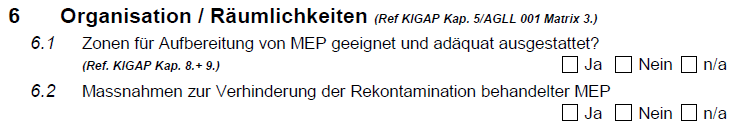 6 Organisation / Räumlichkeiten (Ref KIGAP Kap. 5/AGLL 001 Matrix 3.)
6.1 Zonen für Aufbereitung von MEP geeignet und adäquat ausgestattet?
(Ref. KIGAP Kap. 8.+ 9.) ☐ Ja ☐ Nein ☐ n/a
6.2 Massnahmen zur Verhinderung der Rekontamination behandelter MEP
☐ Ja ☐ Nein ☐ n/a